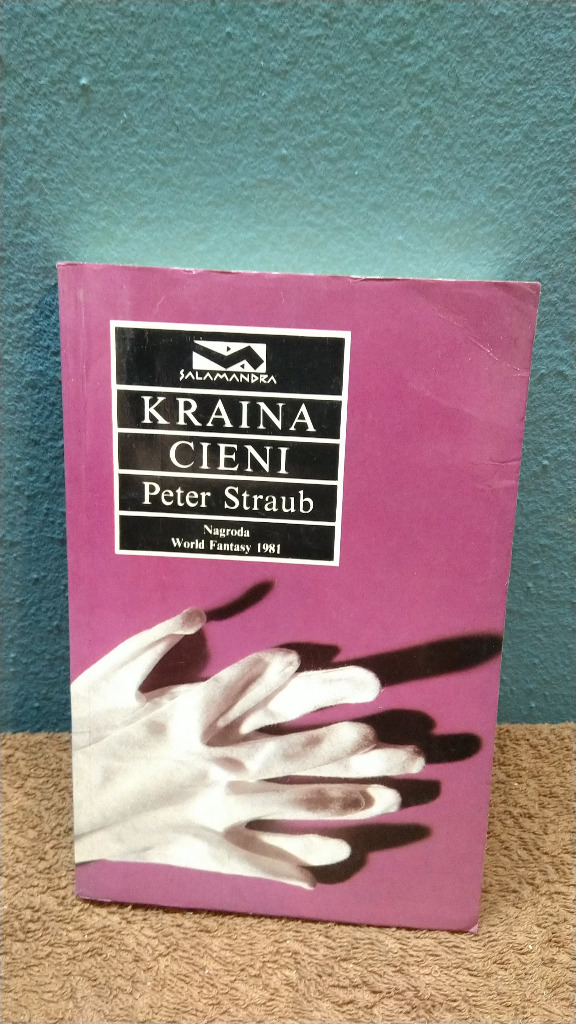 SALAMANDRA
KRAINA
CIENI
Peter Straub
Nagroda
World Fantasy 1981